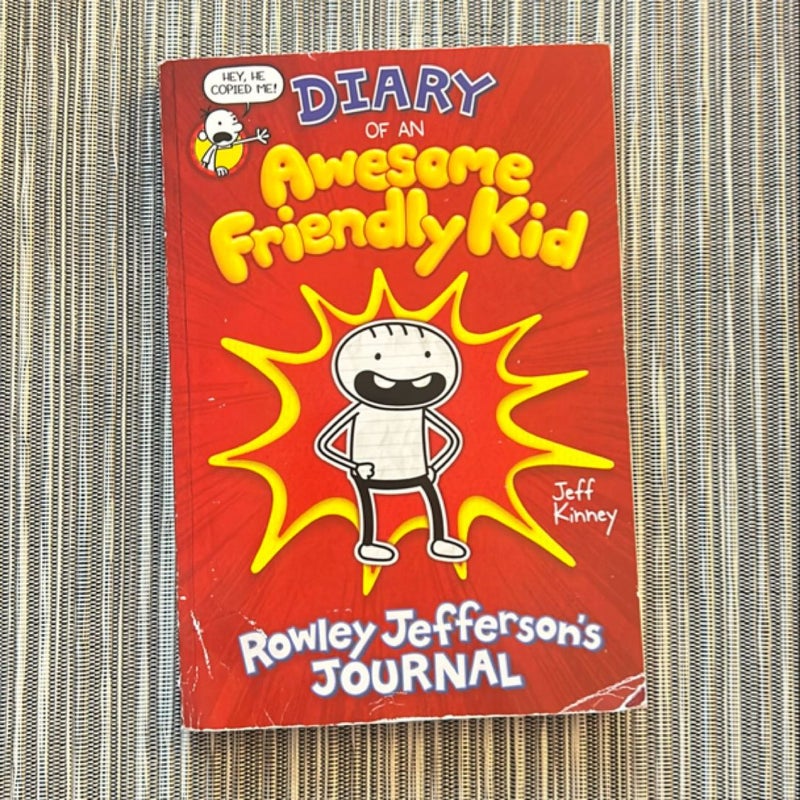 HEY, HE
COPIED ME!
DIARY
OF AN
Awesome
Friendly Kid
Jeff
Kinney
Rowley Jefferson's
JOURNAL